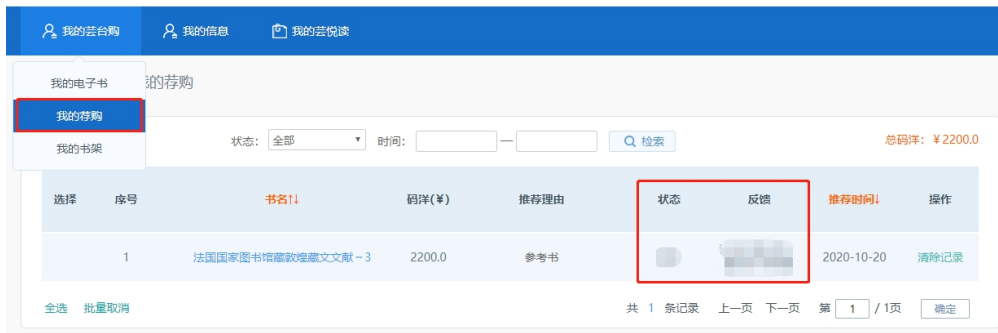 我的芸台购 我的信息 我的芸悦读
我的电子书 我的荐购
我的荐购
状态： 全部 时间： — 检索 总码洋：￥2200.0
我的书架
选择 序号 书名↑↓ 码洋(￥) 推荐理由 状态 反馈 推荐时间↓ 操作
1 法国国家图书馆藏敦煌藏文文献～3 2200.0 参考书 2020-10-20 清除记录
全选 批量取消 共 1 条记录 上一页 下一页 第 1 / 1页 确定